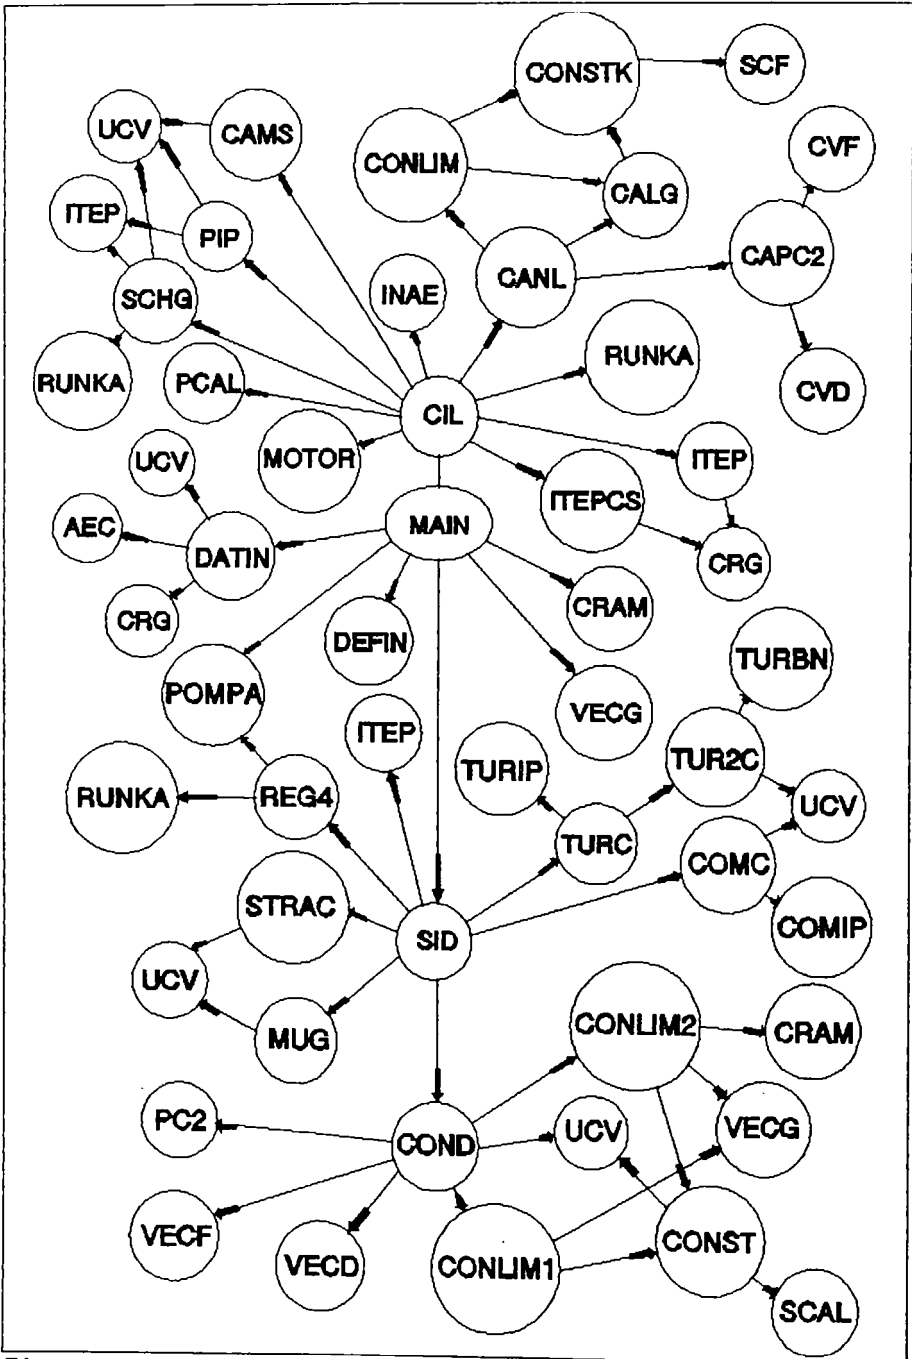 CONSTK
SCF
UCV
CAMS
CVF
CONLIM
CALG
ITEP
PIP
CANL
CAPC2
INAE
SCHG
RUNKA
RUNKA
PCAL
CVD
CIL
UCV
MOTOR
ITEP
ITEPCS
AEC
MAIN
DATIN
CRG
CRG
DEFIN
CRAM
TURBN
POMPA
VECG
ITEP
TURIP
TUR2C
RUNKA
REG4
UCV
TURC
COMC
STRAC
COMIP
SID
UCV
MUG
CONLIM2
CRAM
PC2
COND
UCV
VECG
VECF
VECD
CONLIM1
CONST
SCAL